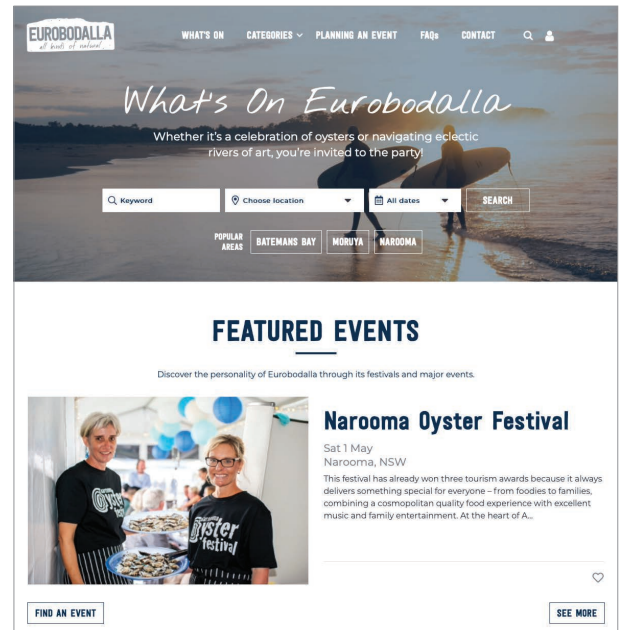 EUROBODALLA
all kinds of natural
WHAT'S ON CATEGORIES PLANNING AN EVENT FAQs CONTACT
What's On Eurobodalla
Whether it's a celebration of oysters or navigating eclectic
rivers of art, you're invited to the party!
Keyword Choose location All dates SEARCH
POPULAR
AREAS
BATEMANS BAY MORUYA NAROOMA
FEATURED EVENTS
Discover the personality of Eurobodalla through its festivals and major events.
Narooma Oyster Festival
Sat 1 May
Narooma, NSW
This festival has already won three tourism awards because it always
delivers something special for everyone – from foodies to families,
combining a cosmopolitan quality food experience with excellent
music and family entertainment. At the heart of A...
Oyster
festival
FIND AN EVENT SEE MORE